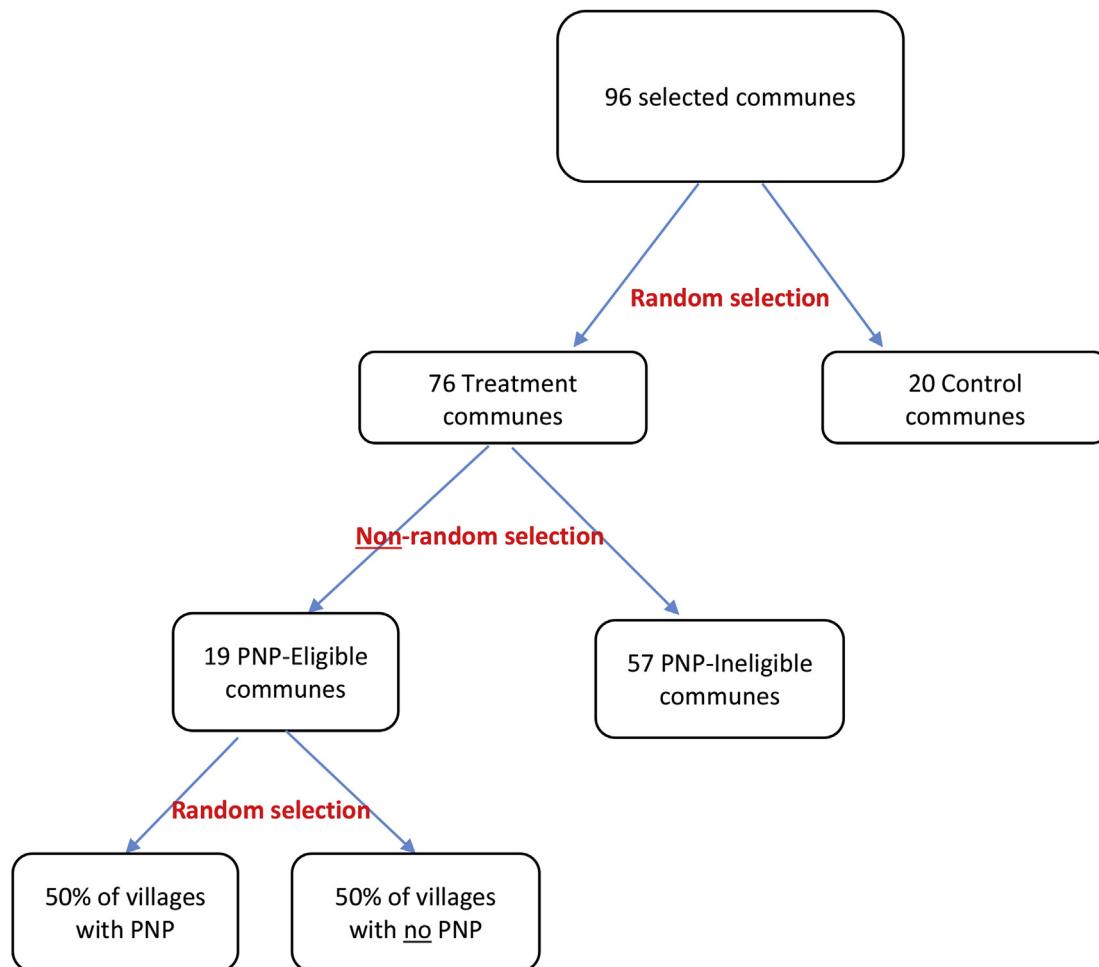 96 selected communes
Random selection
76 Treatment
communes
20 Control
communes
Non-random selection
19 PNP-Eligible
communes
57 PNP-Ineligible
communes
Random selection
50% of villages
with PNP
50% of villages
with no PNP